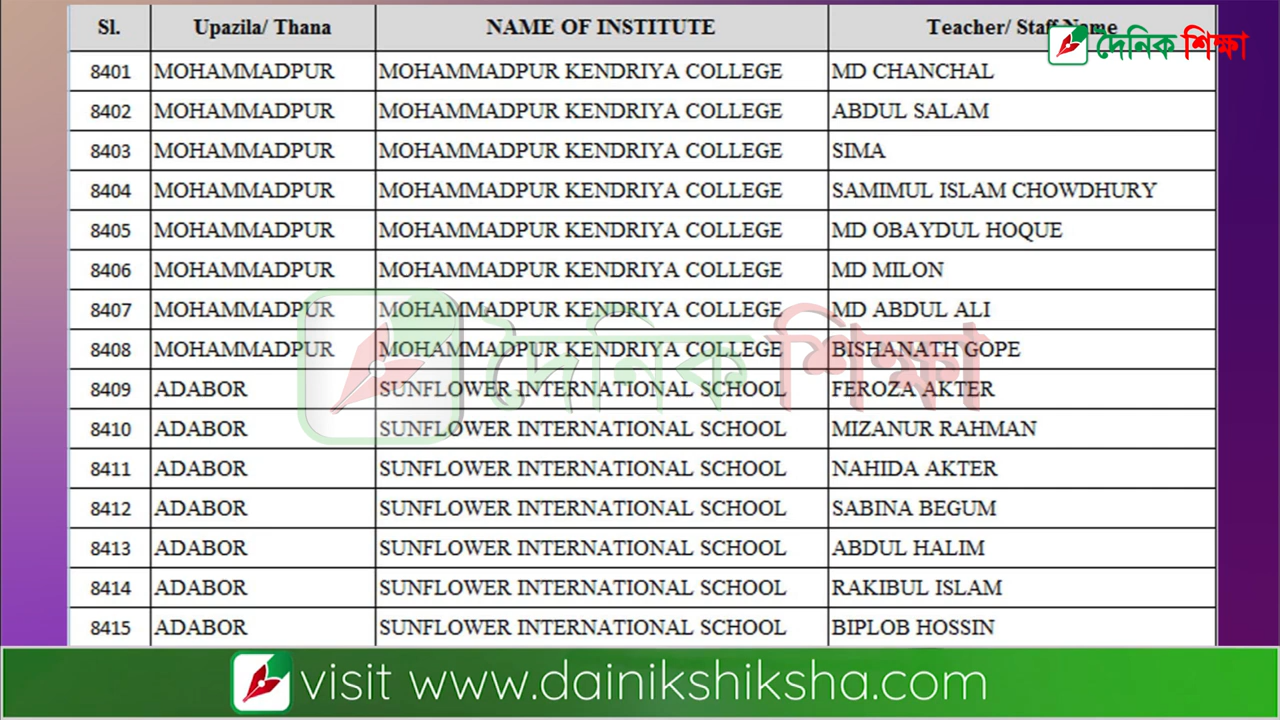 Sl. Upazila/ Thana NAME OF INSTITUTE Teacher/ Staff Name
দৈনিক শিক্ষা
8401 MOHAMMADPUR MOHAMMADPUR KENDRIYA COLLEGE MD CHANCHAL
8402 MOHAMMADPUR MOHAMMADPUR KENDRIYA COLLEGE ABDUL SALAM
8403 MOHAMMADPUR MOHAMMADPUR KENDRIYA COLLEGE SIMA
8404 MOHAMMADPUR MOHAMMADPUR KENDRIYA COLLEGE SAMIMUL ISLAM CHOWDHURY
8405 MOHAMMADPUR MOHAMMADPUR KENDRIYA COLLEGE MD OBAYDUL HOQUE
8406 MOHAMMADPUR MOHAMMADPUR KENDRIYA COLLEGE MD MILON
8407 MOHAMMADPUR MOHAMMADPUR KENDRIYA COLLEGE MD ABDUL ALI
8408 MOHAMMADPUR MOHAMMADPUR KENDRIYA COLLEGE BISHANATH GOPE
দৈনিক শিক্ষা
8409 ADABOR SUNFLOWER INTERNATIONAL SCHOOL FEROZA AKTER
8410 ADABOR SUNFLOWER INTERNATIONAL SCHOOL MIZANUR RAHMAN
8411 ADABOR SUNFLOWER INTERNATIONAL SCHOOL NAHIDA AKTER
8412 ADABOR SUNFLOWER INTERNATIONAL SCHOOL SABINA BEGUM
8413 ADABOR SUNFLOWER INTERNATIONAL SCHOOL ABDUL HALIM
8414 ADABOR SUNFLOWER INTERNATIONAL SCHOOL RAKIBUL ISLAM
8415 ADABOR SUNFLOWER INTERNATIONAL SCHOOL BIPLOB HOSSIN
visit www.dainikshiksha.com